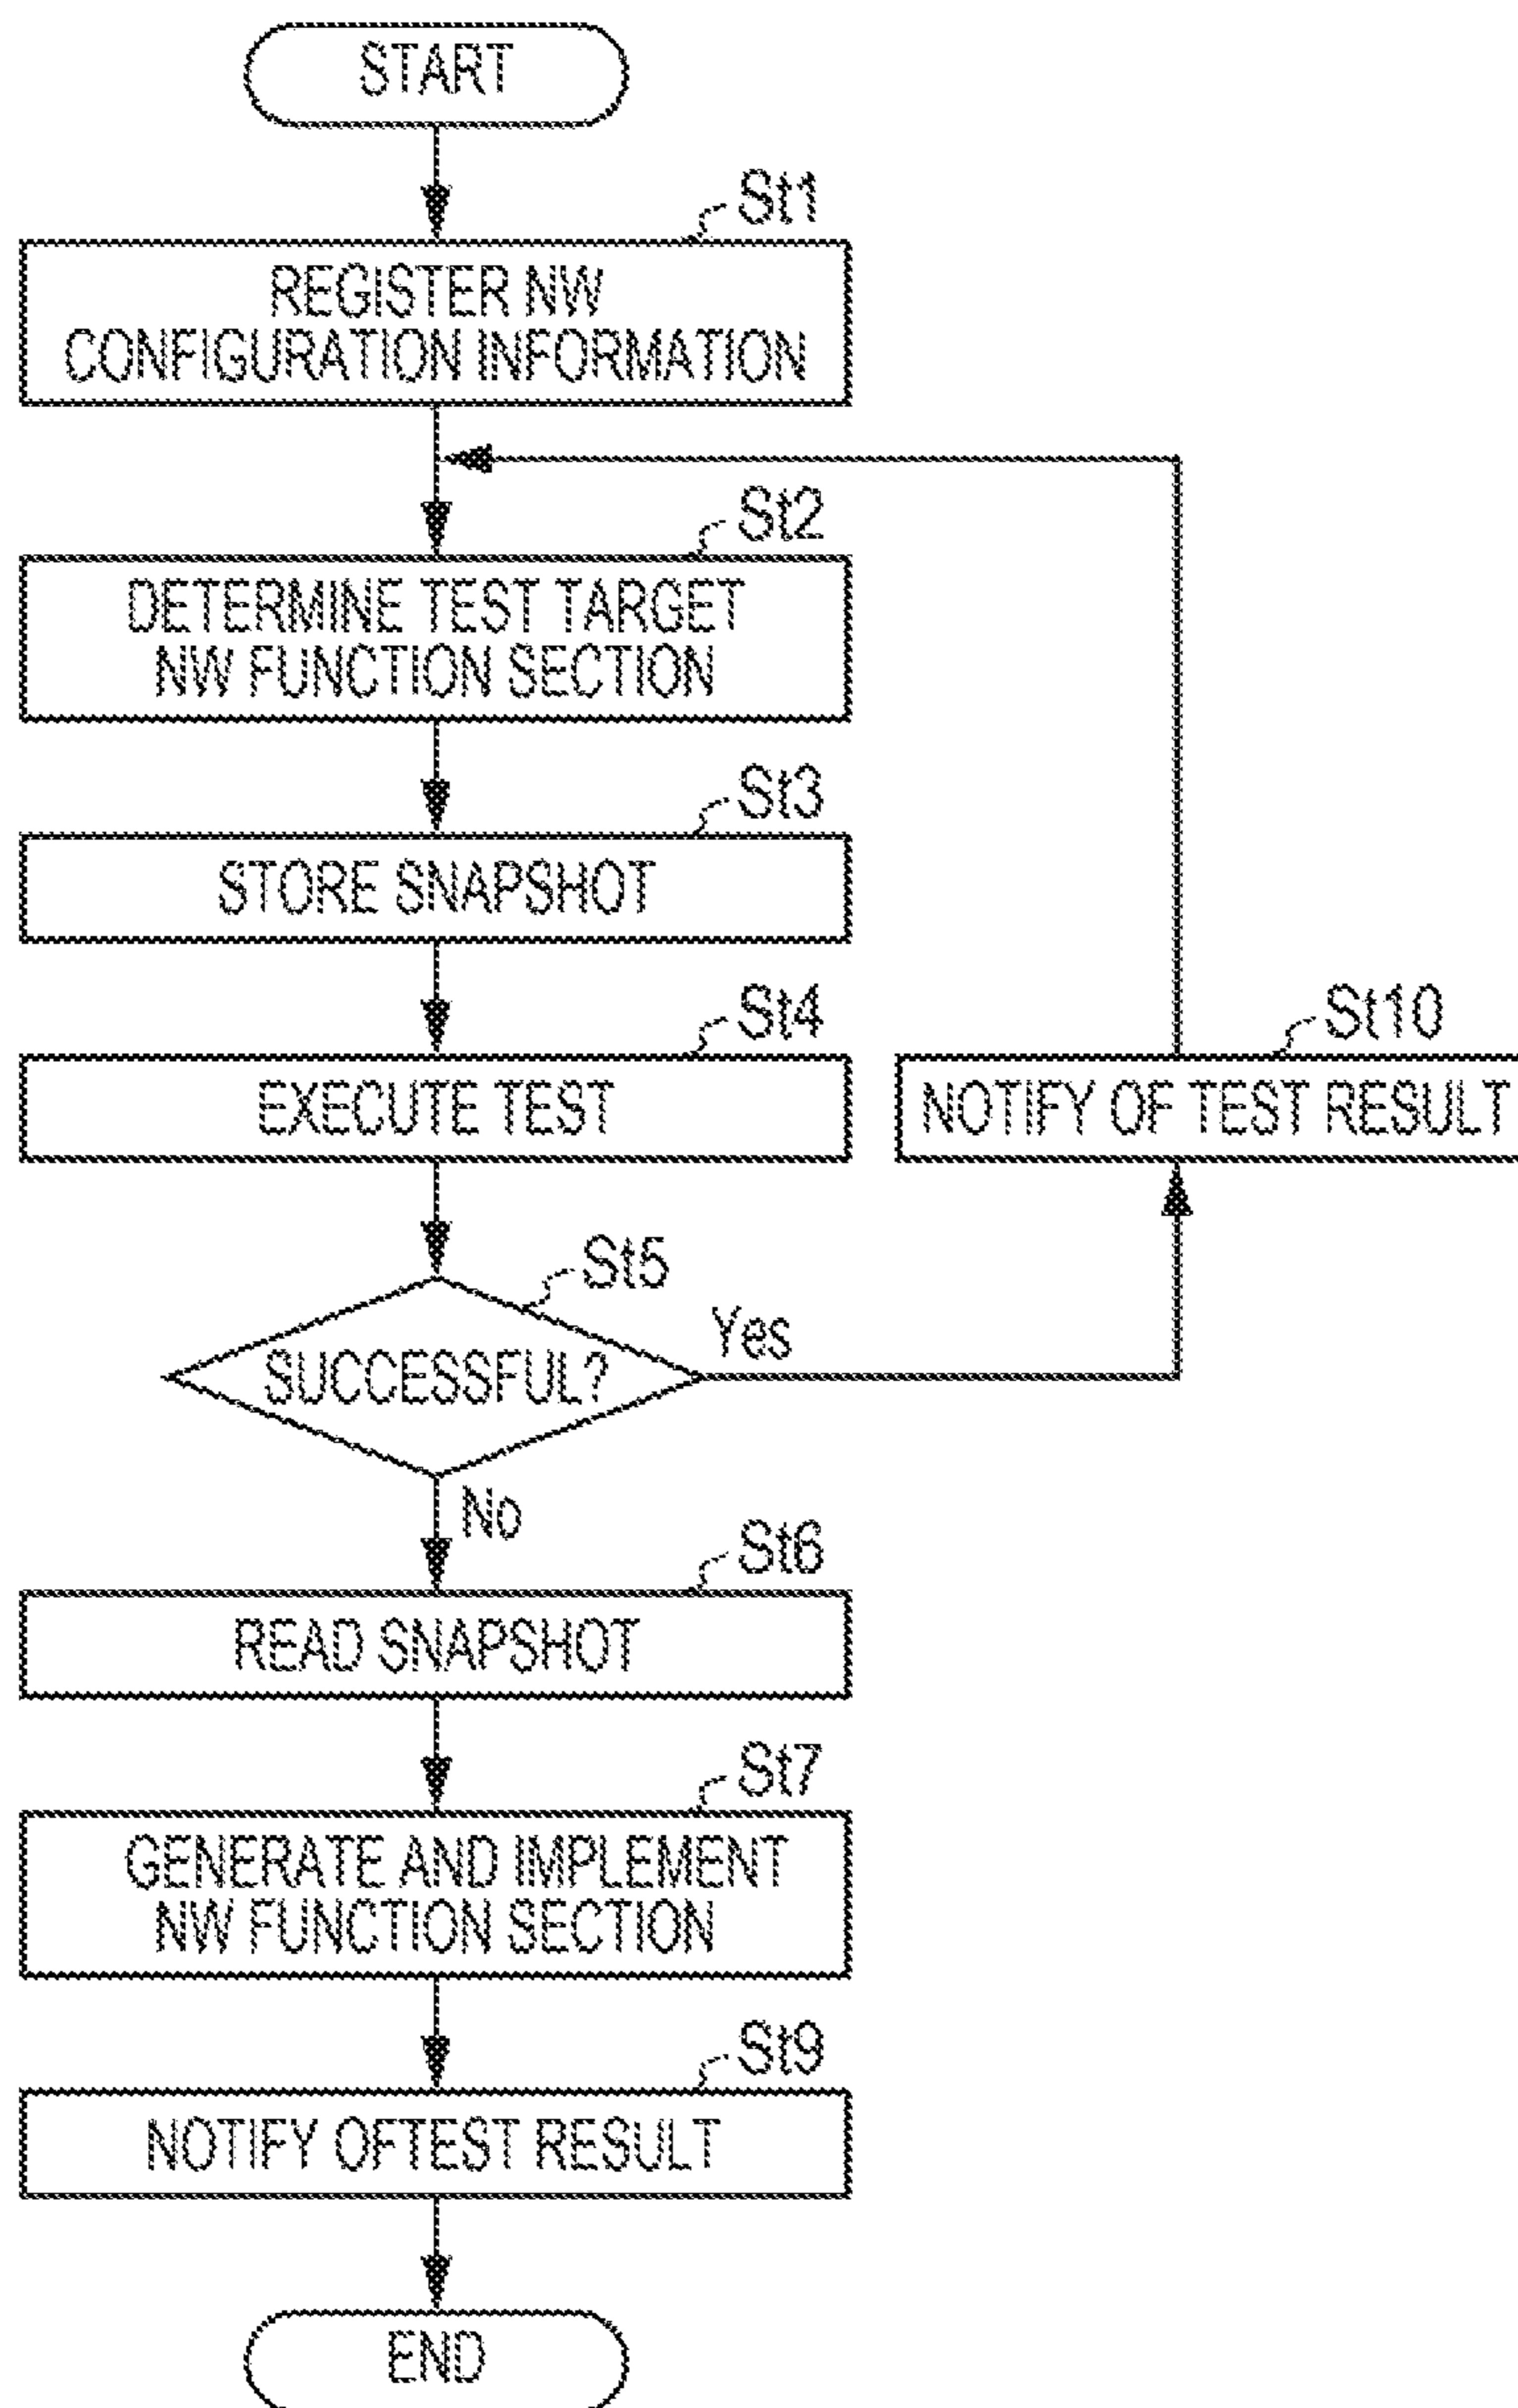 START
St1
REGISTER NW
CONFIGURATION INFORMATION
St2
DETERMINE TEST TARGET
NW FUNCTION SECTION
St3
STORE SNAPSHOT
St4
EXECUTE TEST
St10
NOTIFY OF TEST RESULT
St5
SUCCESSFUL?
Yes
No
St6
READ SNAPSHOT
St7
GENERATE AND IMPLEMENT
NW FUNCTION SECTION
St9
NOTIFY OFTEST RESULT
END